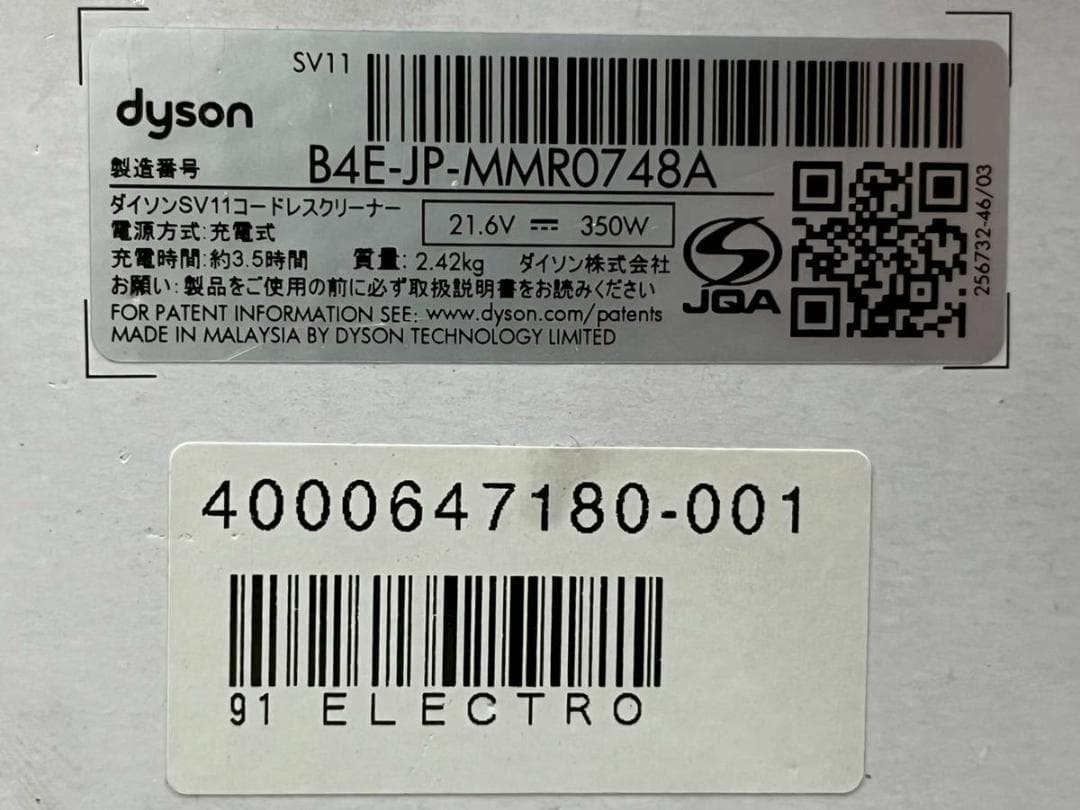 SV11
dyson
製造番号 B4E-JP-MMR0748A
ダイソンSV11コードレスクリーナー
電源方式:充電式
21.6V ⎓ 350W
充電時間:約3.5時間 質量:2.42kg ダイソン株式会社
お願い:製品をご使用の前に必ず取扱説明書をお読みください
FOR PATENT INFORMATION SEE: www.dyson.com/patents
MADE IN MALAYSIA BY DYSON TECHNOLOGY LIMITED
JQA
256732-46/03
4000647180-001
91 ELECTRO